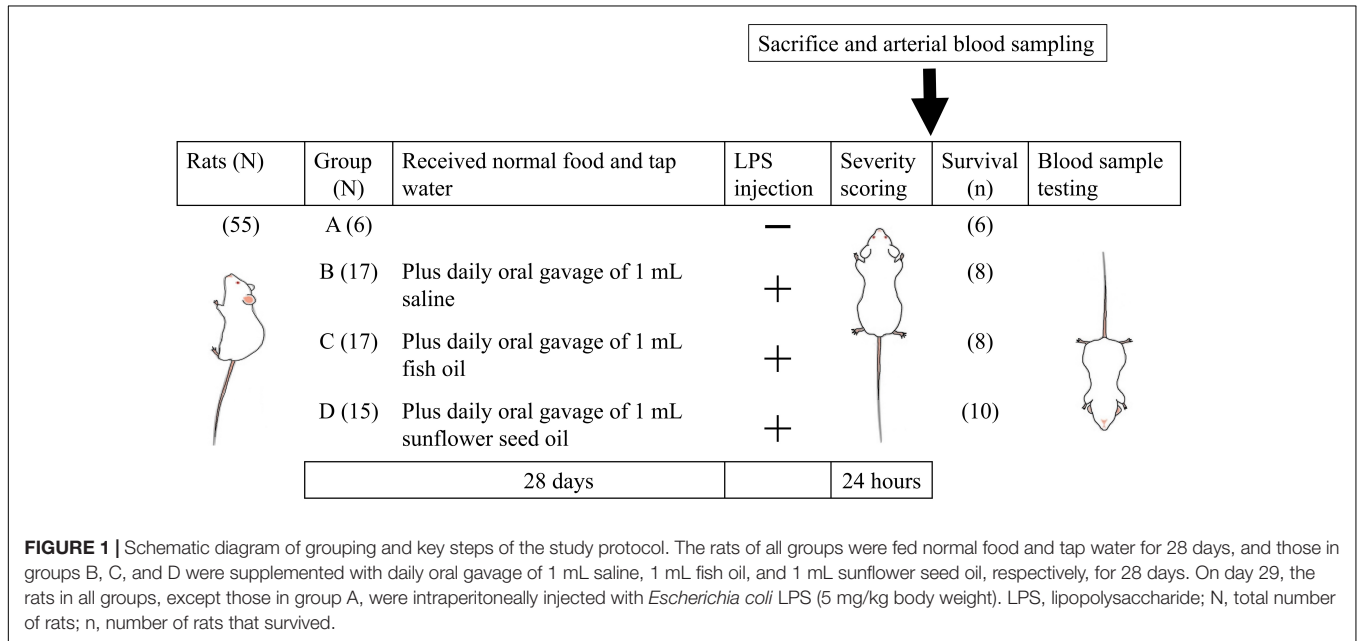 Sacrifice and arterial blood sampling
Rats (N) Group (N) Received normal food and tap water LPS injection Severity scoring Survival (n) Blood sample testing
(55) A (6) − (6)
B (17) Plus daily oral gavage of 1 mL saline + (8)
C (17) Plus daily oral gavage of 1 mL fish oil + (8)
D (15) Plus daily oral gavage of 1 mL sunflower seed oil + (10)
28 days 24 hours
FIGURE 1 | Schematic diagram of grouping and key steps of the study protocol. The rats of all groups were fed normal food and tap water for 28 days, and those in
groups B, C, and D were supplemented with daily oral gavage of 1 mL saline, 1 mL fish oil, and 1 mL sunflower seed oil, respectively, for 28 days. On day 29, the
rats in all groups, except those in group A, were intraperitoneally injected with Escherichia coli LPS (5 mg/kg body weight). LPS, lipopolysaccharide; N, total number
of rats; n, number of rats that survived.